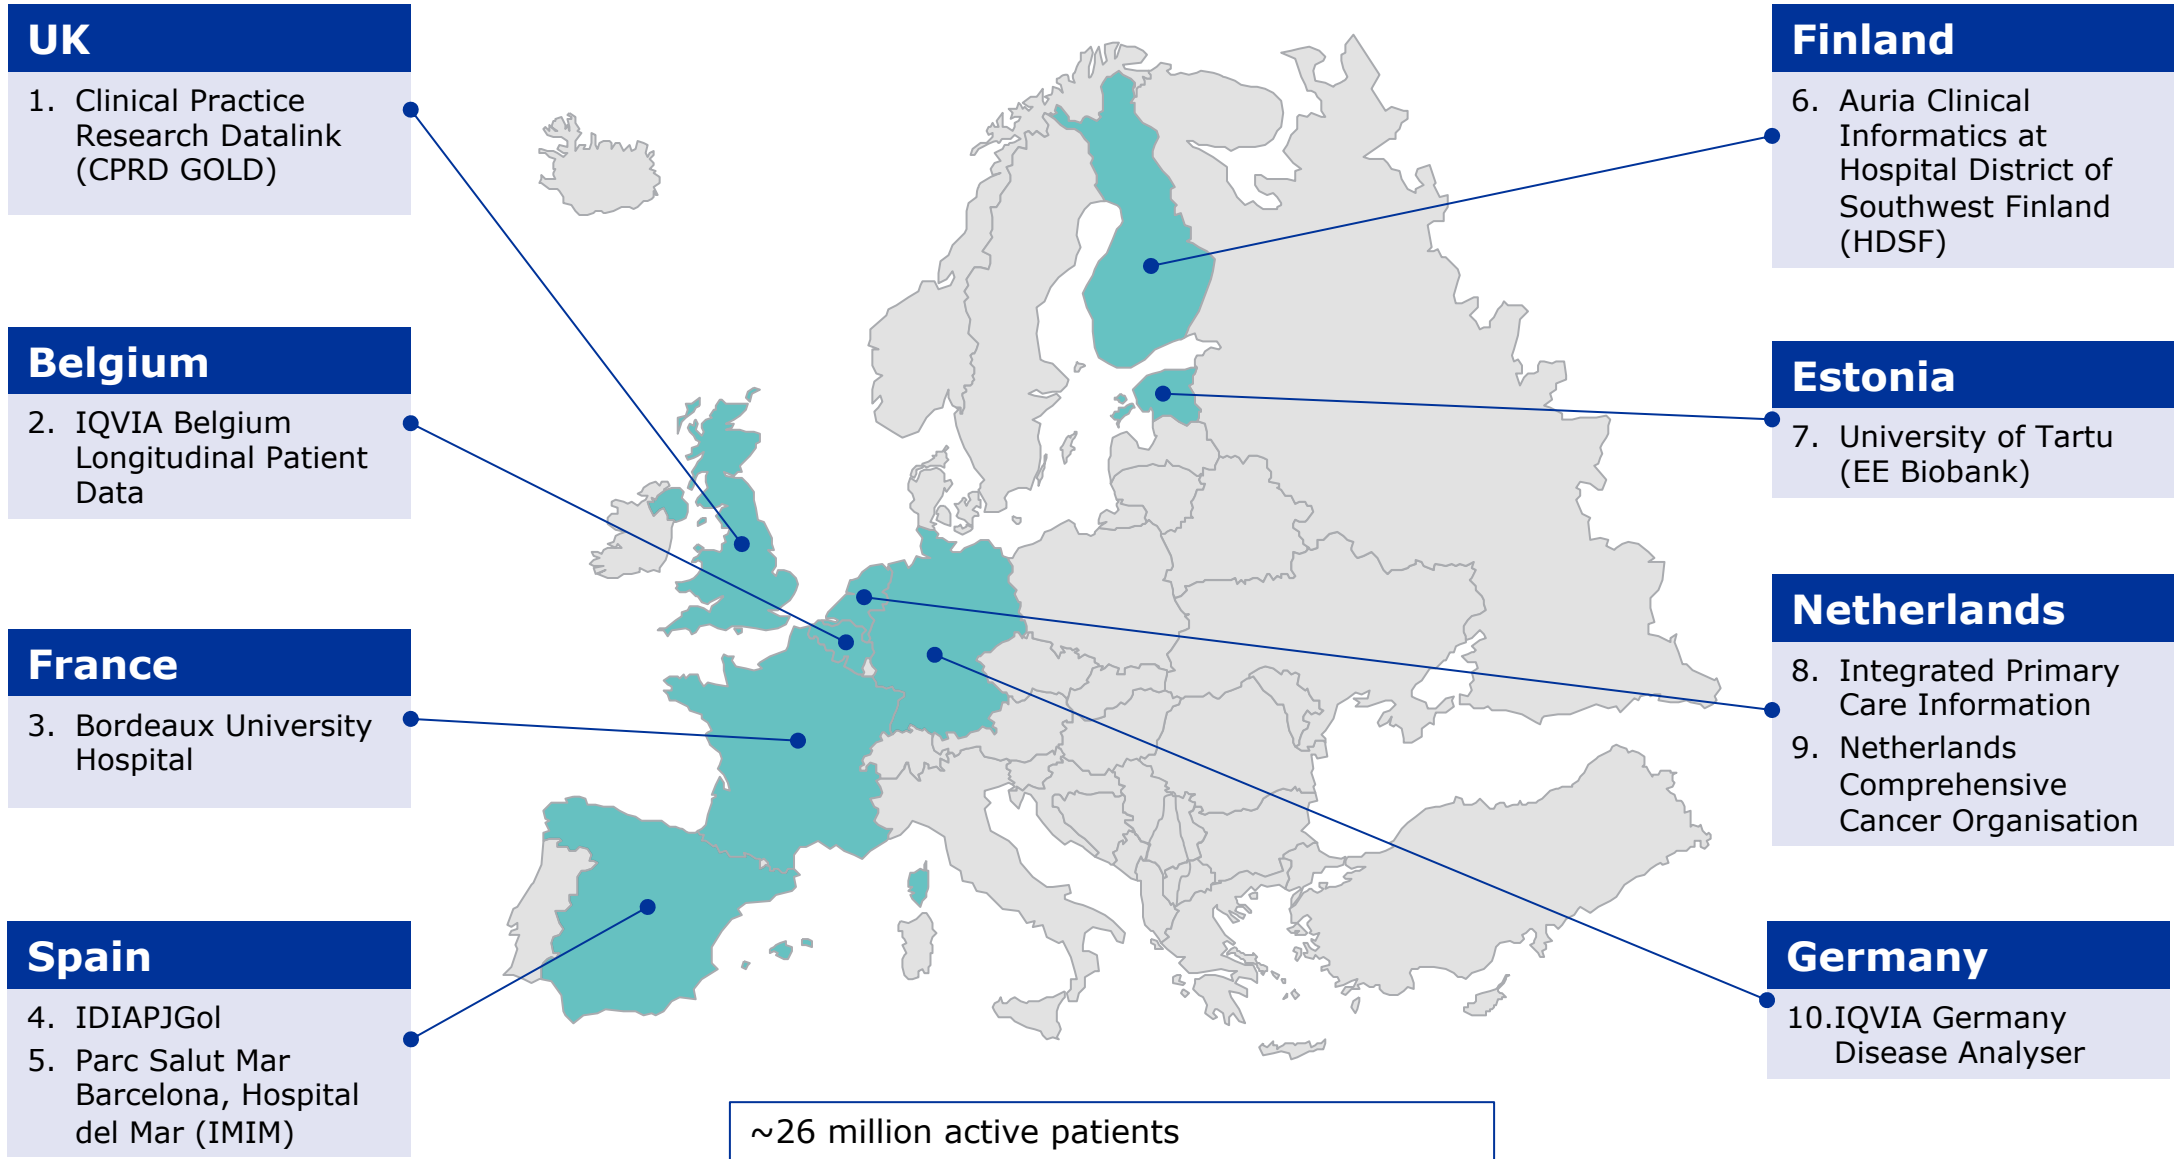 UK
1. Clinical Practice
Research Datalink
(CPRD GOLD)
Belgium
2. IQVIA Belgium
Longitudinal Patient
Data
France
3. Bordeaux University
Hospital
Spain
4. IDIAPJGol
5. Parc Salut Mar
Barcelona, Hospital
del Mar (IMIM)
Finland
6. Auria Clinical
Informatics at
Hospital District of
Southwest Finland
(HDSF)
Estonia
7. University of Tartu
(EE Biobank)
Netherlands
8. Integrated Primary
Care Information
9. Netherlands
Comprehensive
Cancer Organisation
Germany
10.IQVIA Germany
Disease Analyser
~26 million active patients